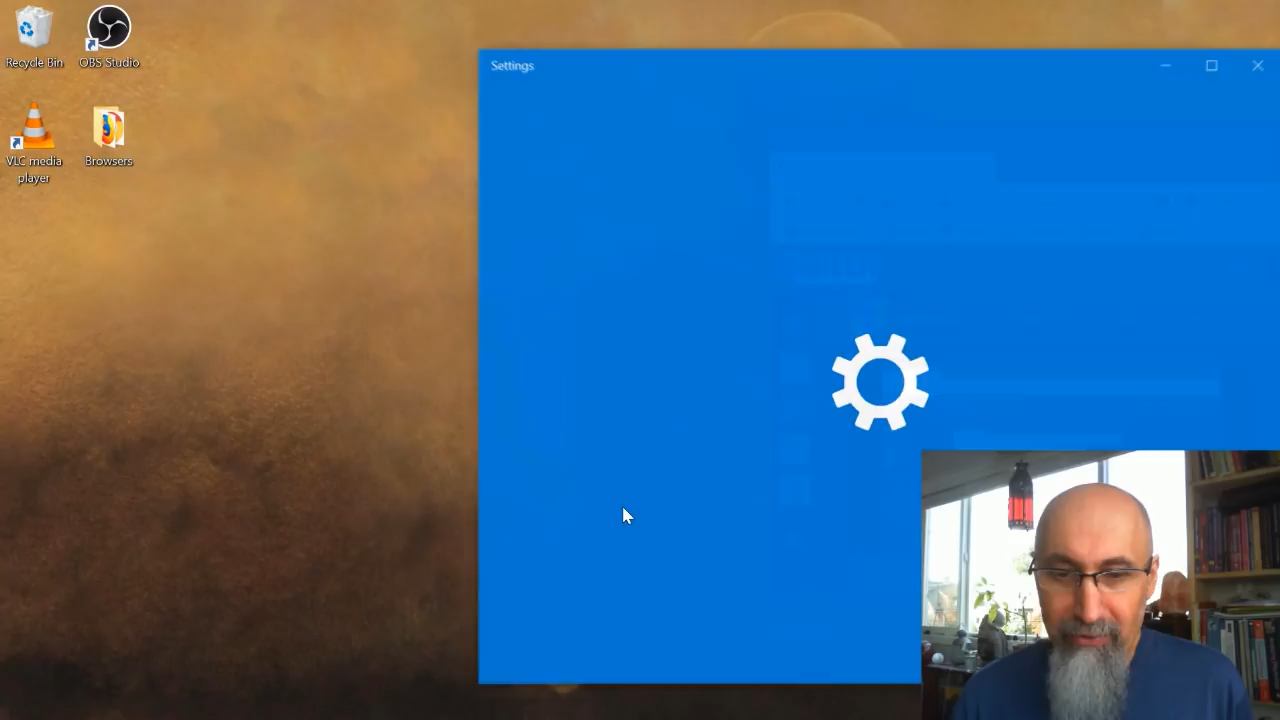 Recycle Bin
OBS Studio
VLC media
player
Browsers
Settings